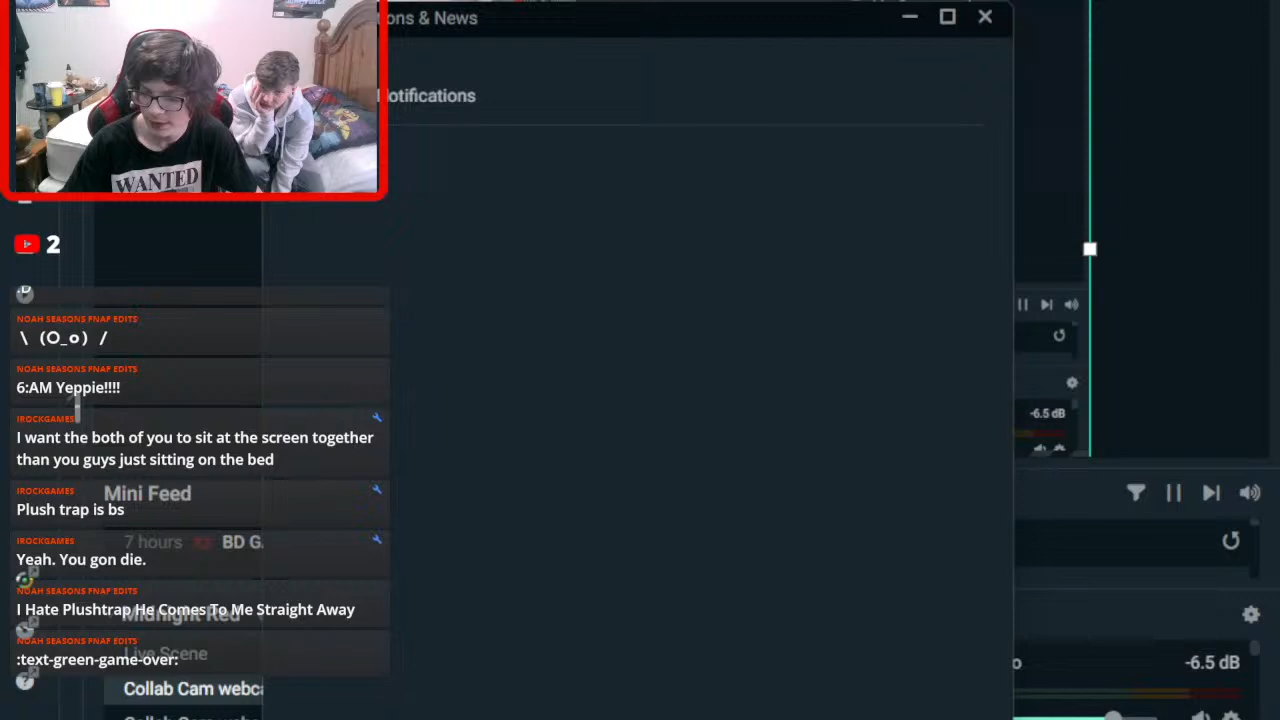 ons & News
Notifications
WANTED
2
NOAH SEASONS FNAF EDITS
\ (O_o) /
NOAH SEASONS FNAF EDITS
6:AM Yeppie!!!!
IROCKGAMES
I want the both of you to sit at the screen together
than you guys just sitting on the bed
IROCKGAMES
Mini Feed
Plush trap is bs
IROCKGAMES
7 hours
BD G
Yeah. You gon die.
NOAH SEASONS FNAF EDITS
I Hate Plushtrap He Comes To Me Straight Away
Midnight Red
NOAH SEASONS FNAF EDITS
:text-green-game-over:
Live Scene
Collab Cam webca
-6.5 dB
o
-6.5 dB